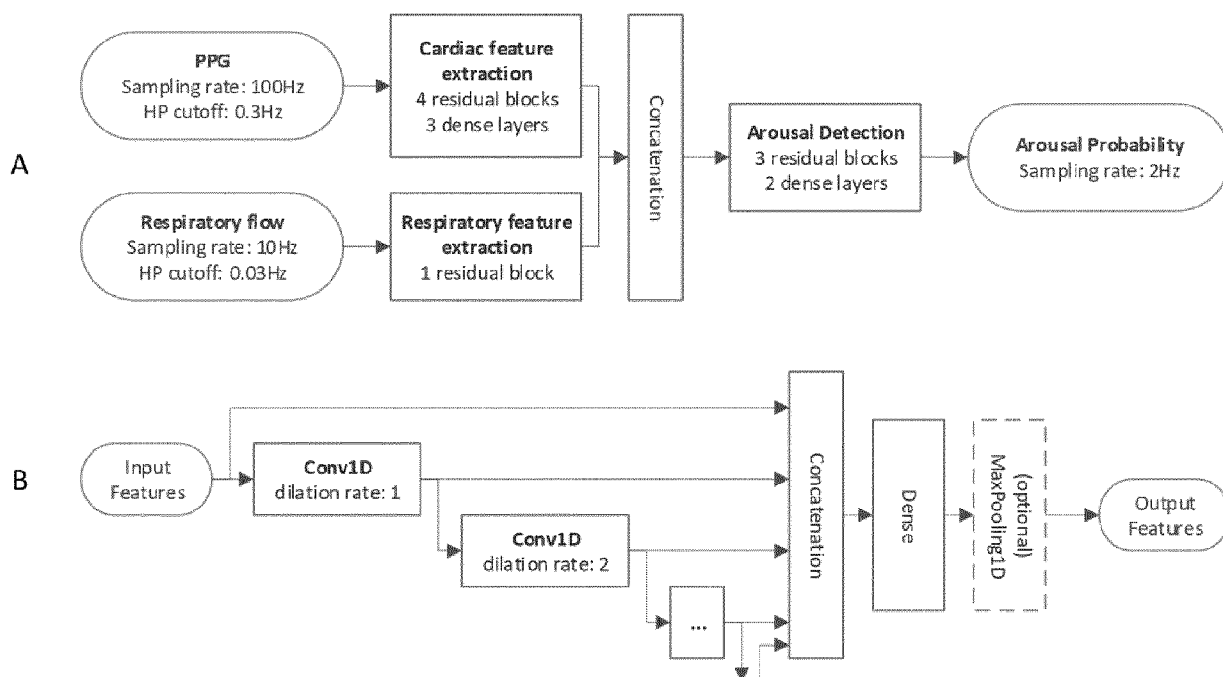 A
PPG
Sampling rate: 100Hz
HP cutoff: 0.3Hz
Cardiac feature
extraction
4 residual blocks
3 dense layers
Respiratory flow
Sampling rate: 10Hz
HP cutoff: 0.03Hz
Respiratory feature
extraction
1 residual block
Concatenation
Arousal Detection
3 residual blocks
2 dense layers
Arousal Probability
Sampling rate: 2Hz
B
Input
Features
Conv1D
dilation rate: 1
Conv1D
dilation rate: 2
...
Concatenation
Dense
(optional)
MaxPooling1D
Output
Features